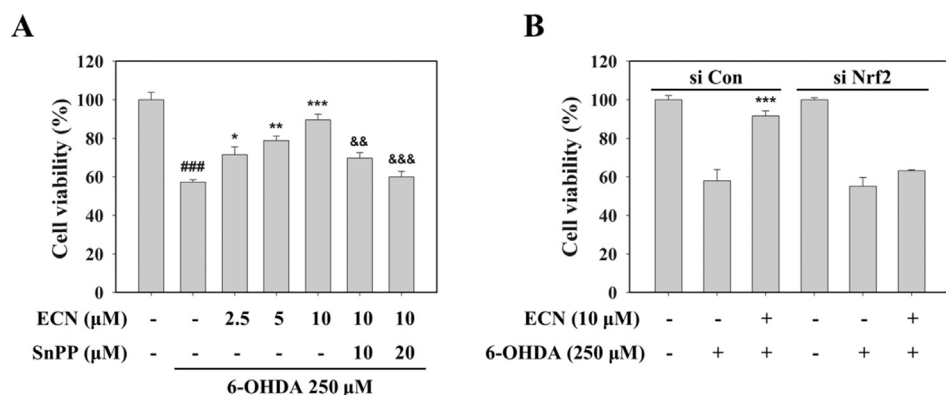 A
120
100
80
60
40
20
0
Cell viability (%)
###
*
**
***
&&
&&&
ECN (μM) - - 2.5 5 10 10 10
SnPP (μM) - - - - - 10 20
6-OHDA 250 μM
B
120
100
80
60
40
20
0
Cell viability (%)
si Con si Nrf2
***
ECN (10 μM) - - + - - +
6-OHDA (250 μM) - + + - + +